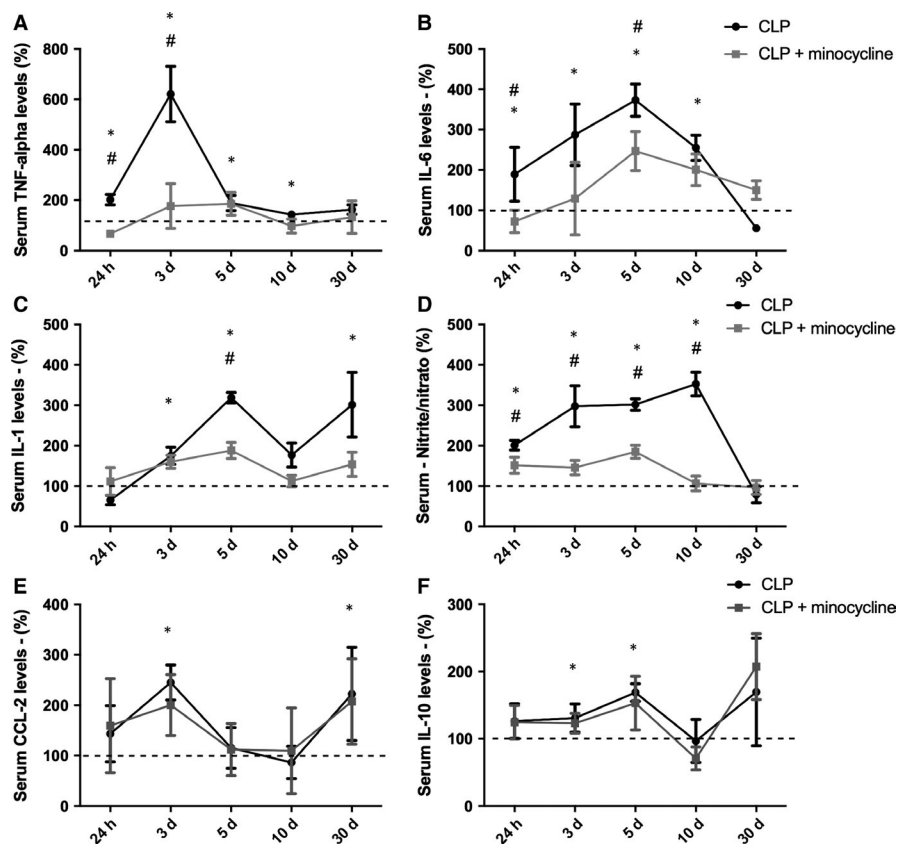 A
Serum TNF-alpha levels (%)
800
600
400
200
0
*
#
*
#
*
*
24 h
3 d
5 d
10 d
30 d
B
Serum IL-6 levels - (%)
500
400
300
200
100
0
#
*
*
#
*
*
24 h
3 d
5 d
10 d
30 d
CLP
CLP + minocycline
C
Serum IL-1 levels - (%)
500
400
300
200
100
0
*
*
#
*
24 h
3 d
5 d
10 d
30 d
D
Serum - Nitrite/nitrato (%)
500
400
300
200
100
0
*
#
*
#
*
#
*
#
24 h
3 d
5 d
10 d
30 d
CLP
CLP + minocycline
E
Serum CCL-2 levels - (%)
400
300
200
100
0
*
*
24 h
3 d
5 d
10 d
30 d
F
Serum IL-10 levels - (%)
300
200
100
0
*
*
24 h
3 d
5 d
10 d
30 d
CLP
CLP + minocycline